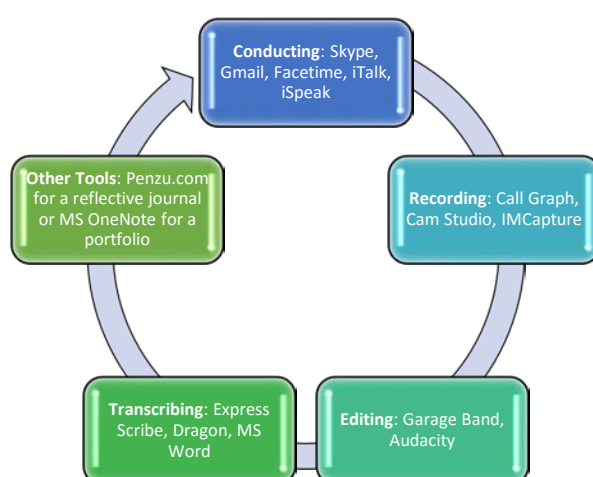 Conducting: Skype,
Gmail, Facetime, iTalk,
iSpeak
Recording: Call Graph,
Cam Studio, IMCapture
Editing: Garage Band,
Audacity
Transcribing: Express
Scribe, Dragon, MS
Word
Other Tools: Penzu.com
for a reflective journal
or MS OneNote for a
portfolio